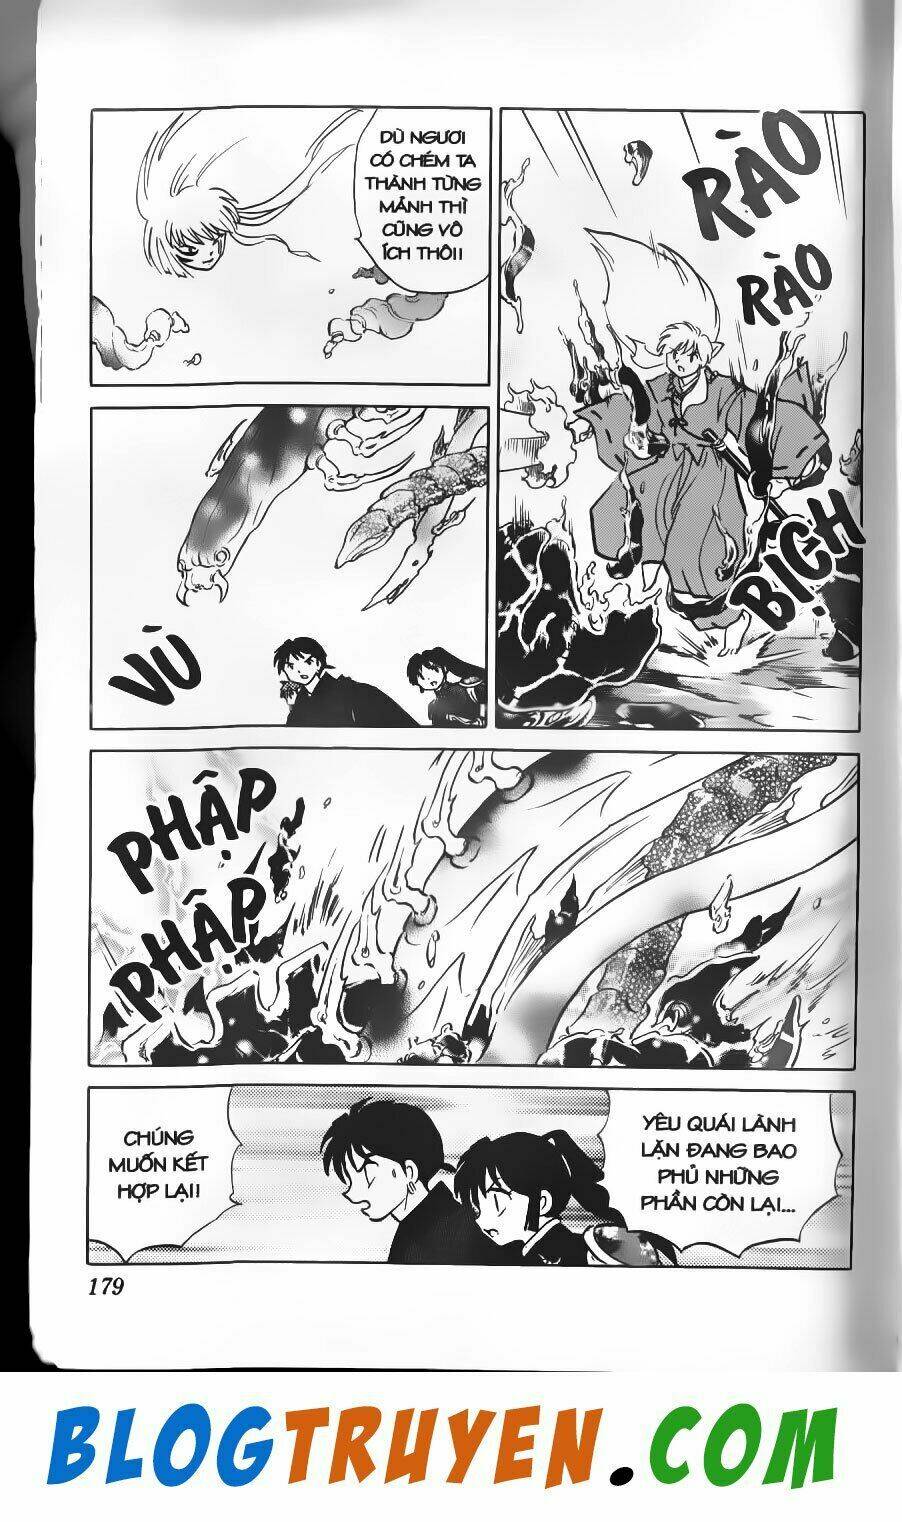 RÀO
RÀO
BỊCH
DÙ NGƯƠI
CÓ CHÉM TA
THÀNH TỪNG
MẢNH THÌ
CŨNG VÔ
ÍCH THÔI!
VÙ
PHẬP
PHẬP
YÊU QUÁI LÀNH
LẶN ĐANG BAO
PHỦ NHỮNG
PHẦN CÒN LẠI...
CHÚNG
MUỐN KẾT
HỢP LẠI!
179
BLOGTRUYEN.COM